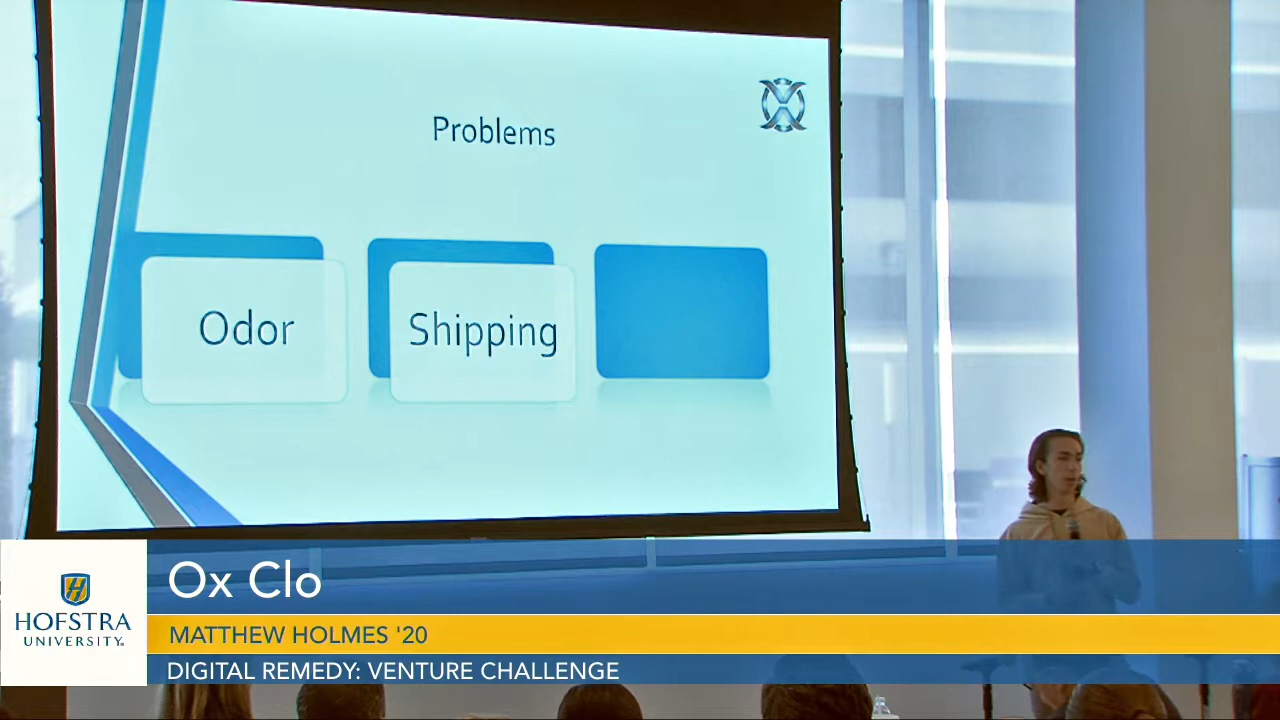 Problems
Odor
Shipping
Ox Clo
MATTHEW HOLMES '20
DIGITAL REMEDY: VENTURE CHALLENGE
H
HOFSTRA
UNIVERSITY®